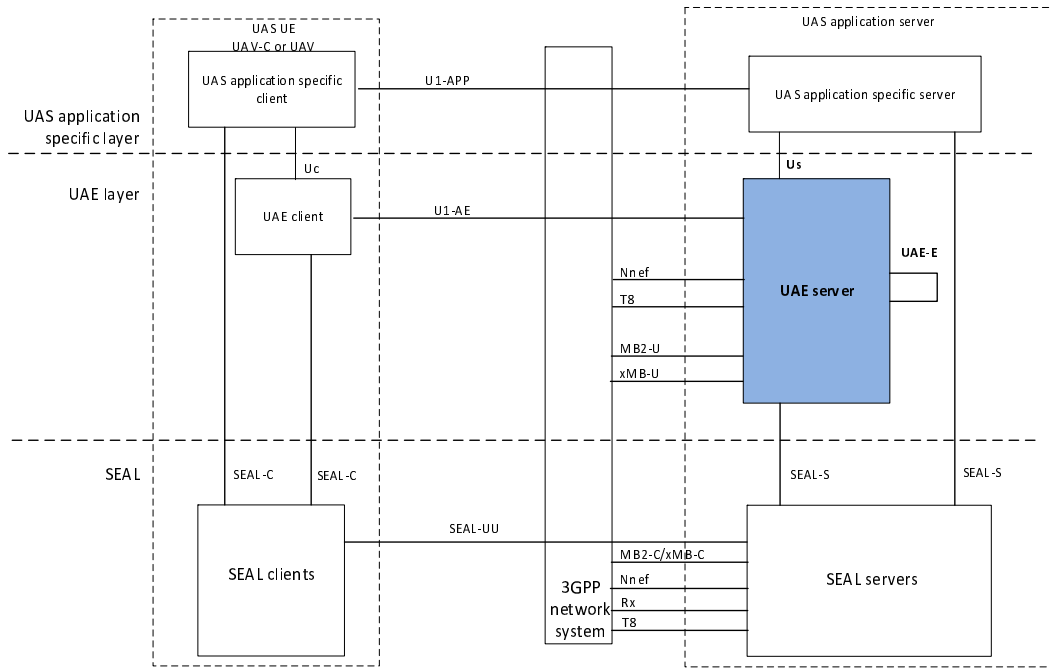 UAS UE
UAV-C or UAV
UAS application server
UAS application specific
client
U1-APP
UAS application specific server
UAS application
specific layer
Uc
Us
UAE layer
UAE client
U1-AE
UAE-E
Nnef
UAE server
T8
MB2-U
xMB-U
SEAL
SEAL-C
SEAL-C
SEAL-S
SEAL-S
SEAL-UU
MB2-C/xMB-C
SEAL clients
Nnef
SEAL servers
3GPP
network
system
Rx
T8